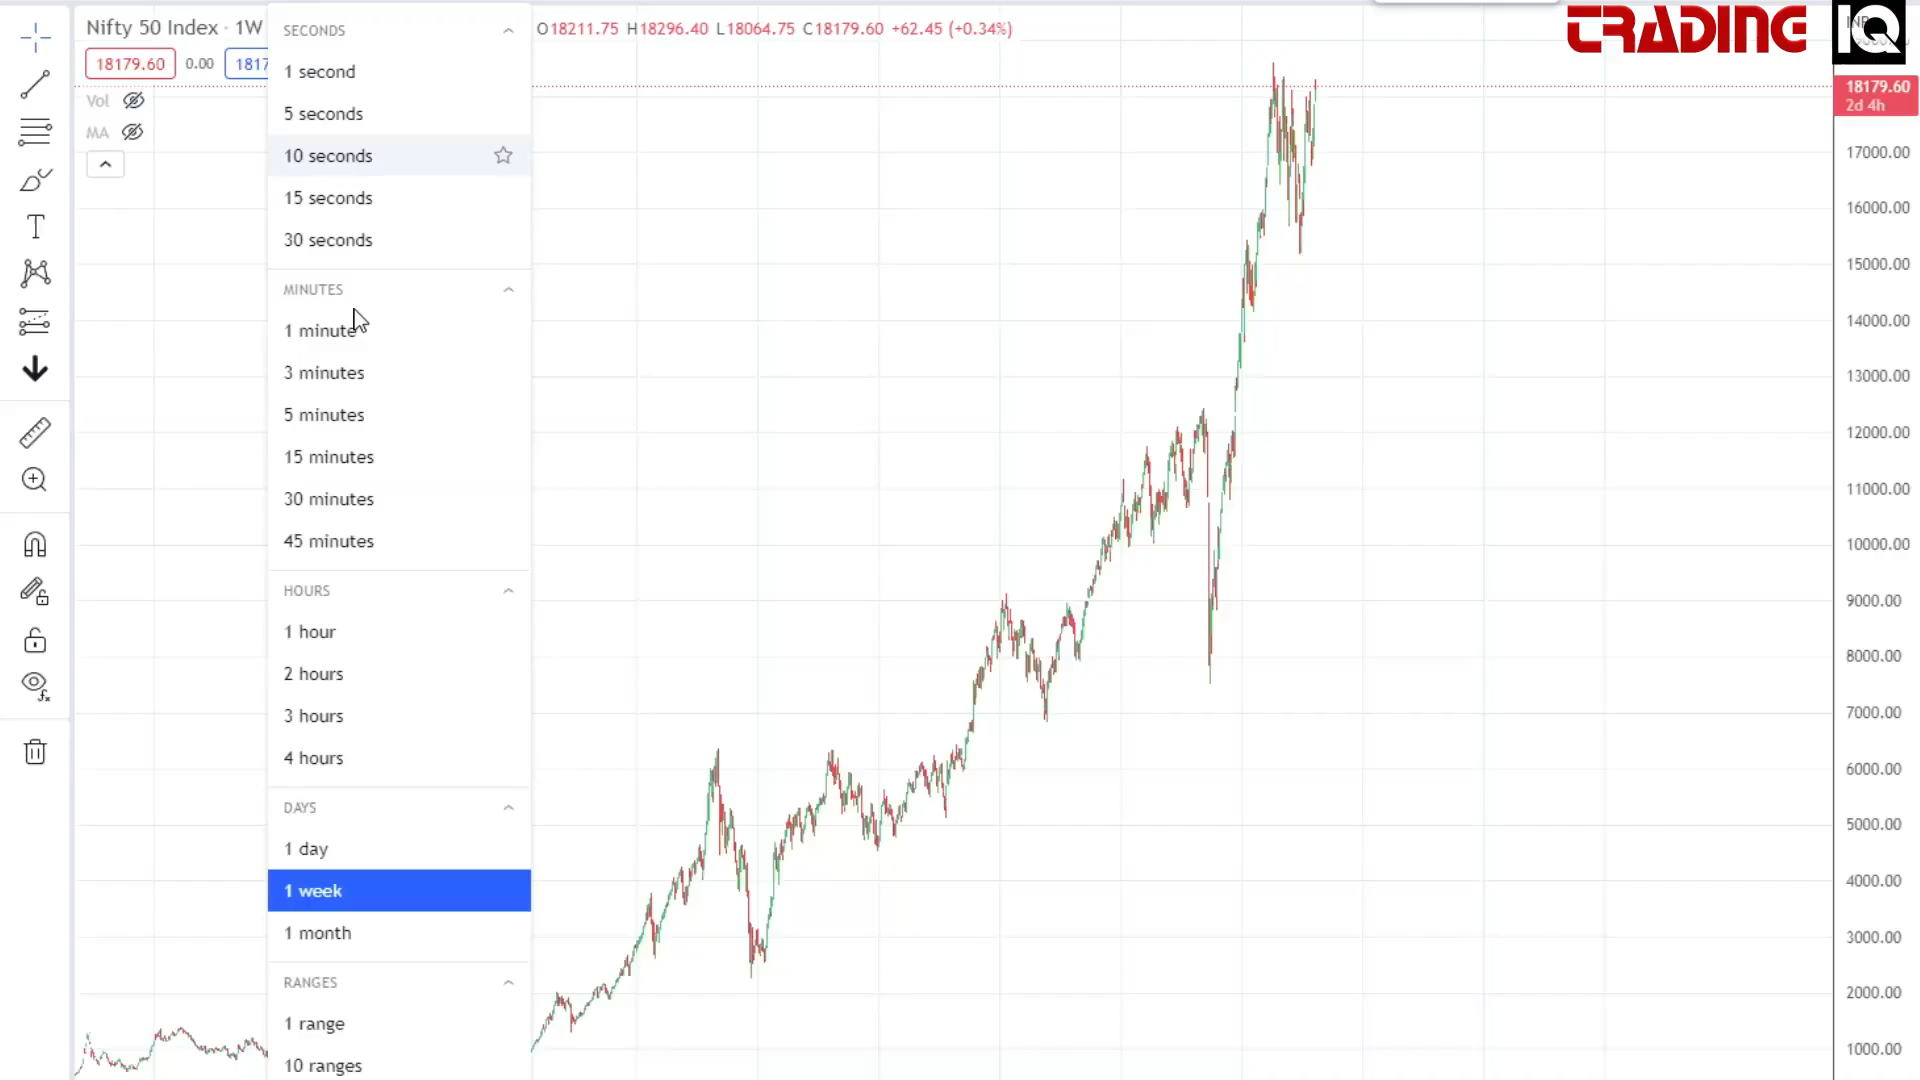 Nifty 50 Index · 1W
O18211.75 H18296.40 L18064.75 C18179.60 +62.45 (+0.34%)
18179.60 0.00 1817
Vol
MA
SECONDS
1 second
5 seconds
10 seconds
15 seconds
30 seconds
MINUTES
1 minute
3 minutes
5 minutes
15 minutes
30 minutes
45 minutes
HOURS
1 hour
2 hours
3 hours
4 hours
DAYS
1 day
1 week
1 month
RANGES
1 range
10 ranges
TRADING IQ
18179.60
2d 4h
17000.00
16000.00
15000.00
14000.00
13000.00
12000.00
11000.00
10000.00
9000.00
8000.00
7000.00
6000.00
5000.00
4000.00
3000.00
2000.00
1000.00